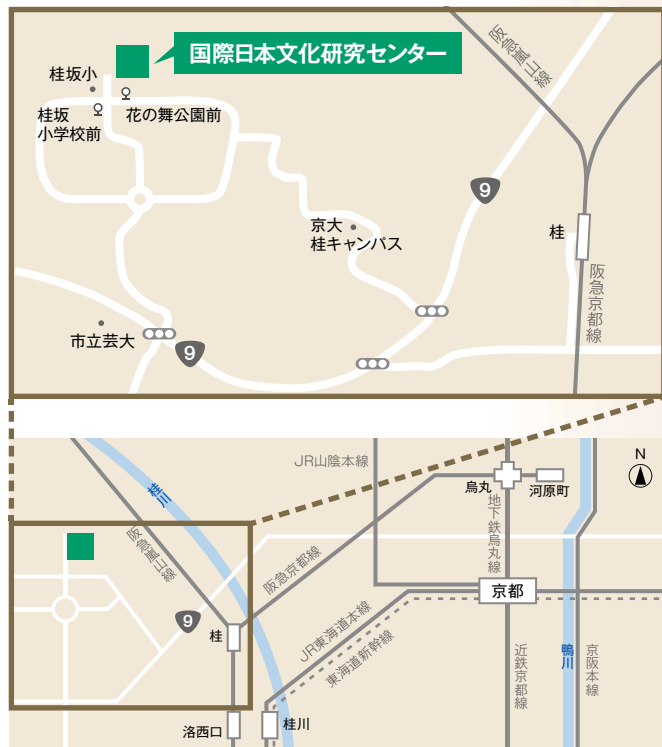 国際日本文化研究センター
桂坂小
桂坂
小学校前
花の舞公園前
阪急嵐山線
9
京大
桂キャンパス
桂
阪急京都線
市立芸大
9
JR山陰本線
烏丸
河原町
N
桂川
地下鉄烏丸線
阪急嵐山線
阪急京都線
京都
9
桂
JR東海道本線
東海道新幹線
近鉄京都線
鴨川
京阪本線
洛西口
桂川